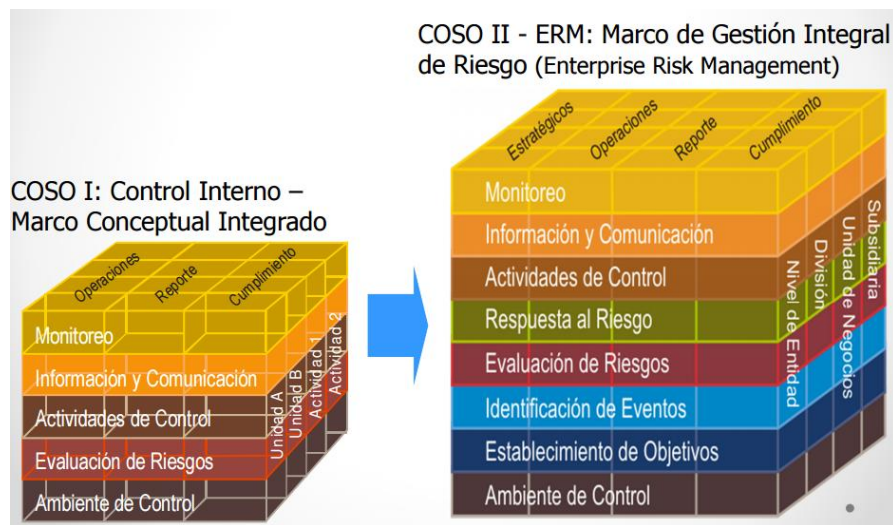 COSO II - ERM: Marco de Gestión Integral
de Riesgo (Enterprise Risk Management)
COSO I: Control Interno –
Marco Conceptual Integrado
Operaciones
Reporte
Cumplimiento
Monitoreo
Información y Comunicación
Actividades de Control
Evaluación de Riesgos
Ambiente de Control
Unidad A
Unidad B
Actividad 1
Actividad 2
Estratégicos
Operaciones
Reporte
Cumplimiento
Monitoreo
Información y Comunicación
Actividades de Control
Respuesta al Riesgo
Evaluación de Riesgos
Identificación de Eventos
Establecimiento de Objetivos
Ambiente de Control
Nivel de Entidad
División
Unidad de Negocios
Subsidiaria